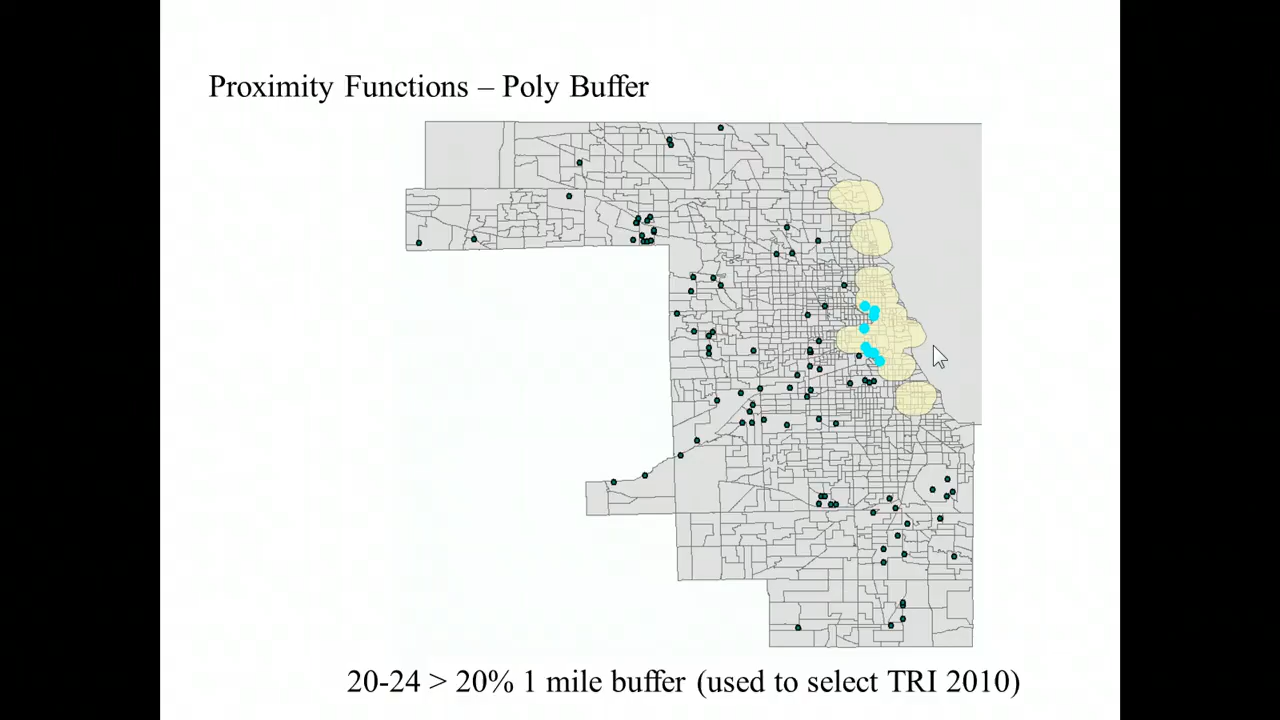 Proximity Functions – Poly Buffer
20-24 > 20% 1 mile buffer (used to select TRI 2010)